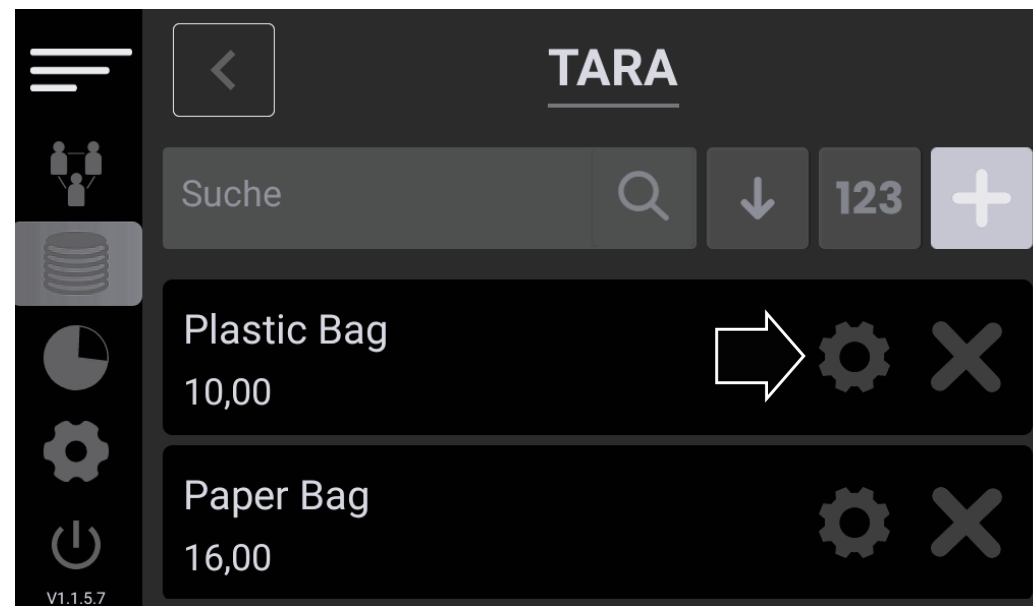 TARA
Suche
123
Plastic Bag
10,00
Paper Bag
16,00
V1.1.5.7